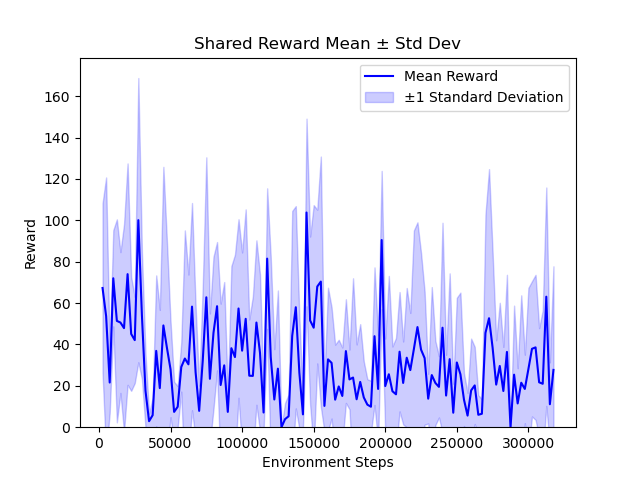 Shared Reward Mean ± Std Dev
Mean Reward
±1 Standard Deviation
160
140
120
100
80
60
40
20
0
Reward
0 50000 100000 150000 200000 250000 300000
Environment Steps